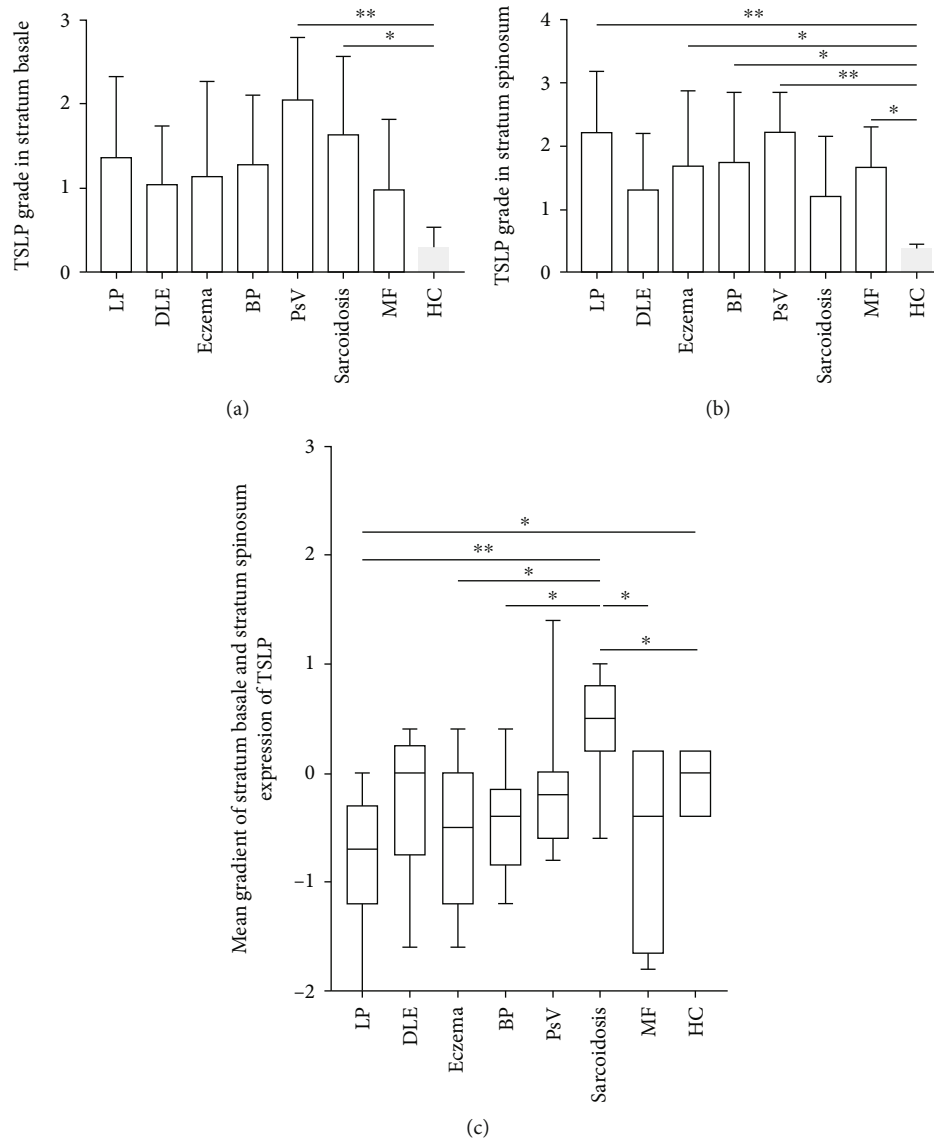 3
2
1
0
TSLP grade in stratum basale
**
*
LP
DLE
Eczema
BP
PsV
Sarcoidosis
MF
HC
(a)
4
3
2
1
0
TSLP grade in stratum spinosum
**
*
*
**
*
LP
DLE
Eczema
BP
PsV
Sarcoidosis
MF
HC
(b)
3
2
1
0
–1
–2
Mean gradient of stratum basale and stratum spinosum
expression of TSLP
*
**
*
*
*
*
LP
DLE
Eczema
BP
PsV
Sarcoidosis
MF
HC
(c)